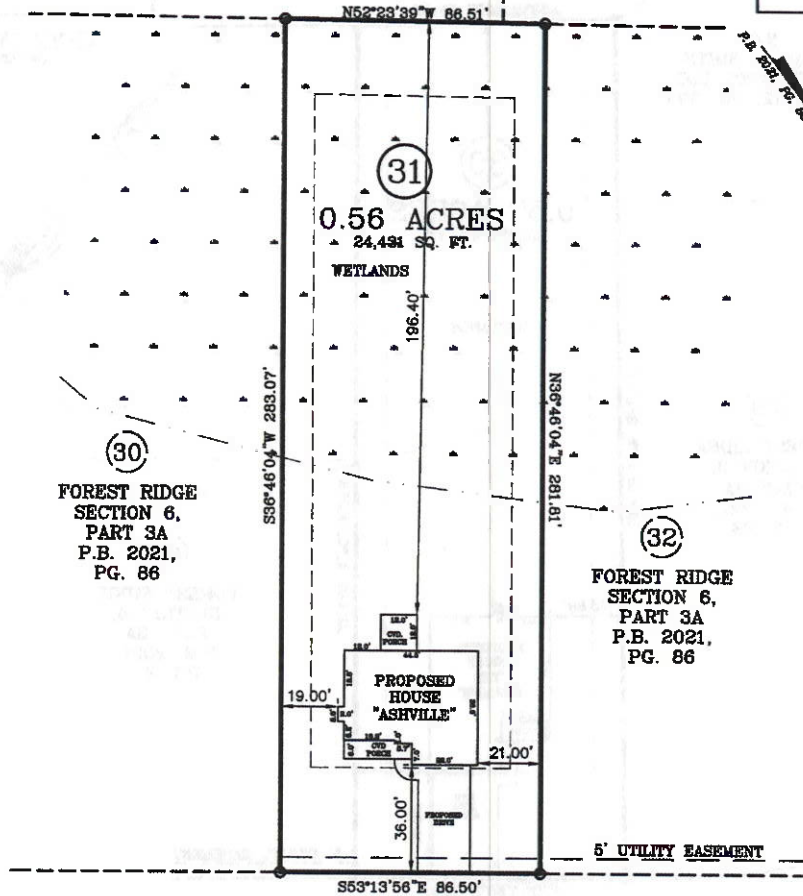 N52°23'39"W 86.51'
P.B. 2021, PG. 86
31
0.56 ACRES
24,431 SQ. FT.
WETLANDS
196.40'
S36°46'04"W 283.07'
N36°46'04"E 281.81'
30
FOREST RIDGE
SECTION 6,
PART 3A
P.B. 2021,
PG. 86
32
FOREST RIDGE
SECTION 6,
PART 3A
P.B. 2021,
PG. 86
CVD.
PORCH
PROPOSED
HOUSE
"ASHVILLE"
19.00'
CVD
PORCH
21.00'
36.00'
PROPOSED
DRIVE
5' UTILITY EASEMENT
S53°13'56"E 86.50'